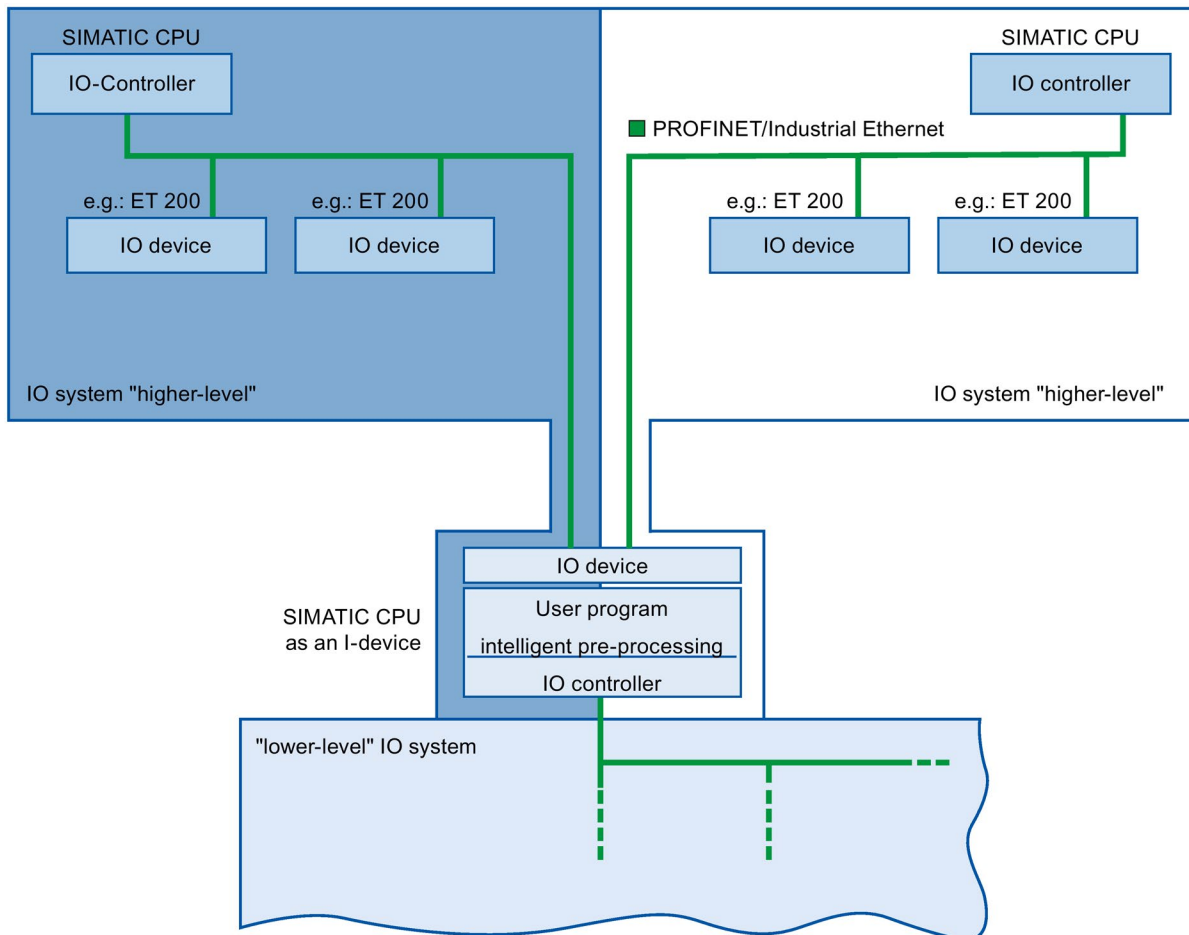 SIMATIC CPU
IO-Controller
e.g.: ET 200
e.g.: ET 200
IO device
IO device
IO system "higher-level"
SIMATIC CPU
IO controller
PROFINET/Industrial Ethernet
e.g.: ET 200
e.g.: ET 200
IO device
IO device
IO system "higher-level"
SIMATIC CPU
as an I-device
IO device
User program
intelligent pre-processing
IO controller
"lower-level" IO system